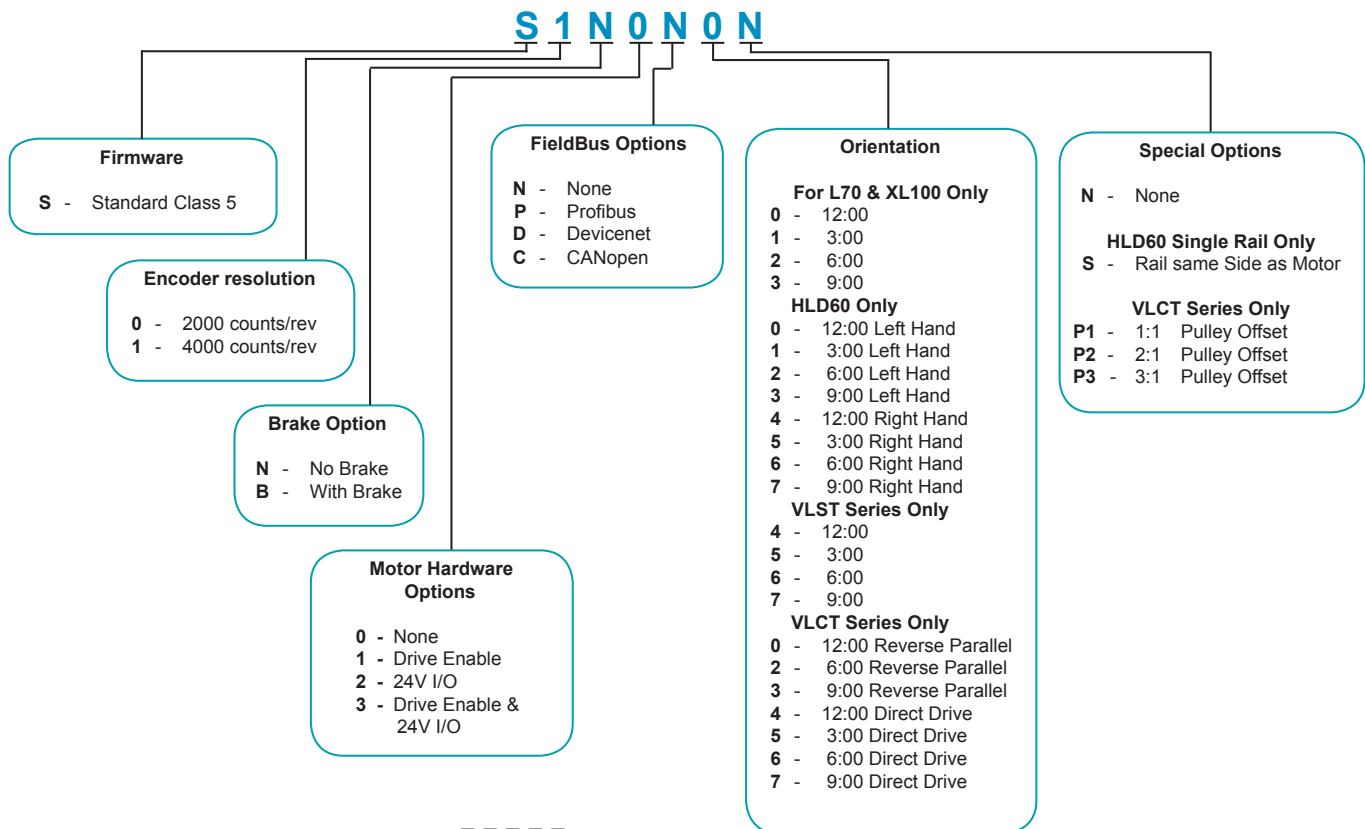 S 1 N 0 N 0 N
Firmware
S - Standard Class 5
Encoder resolution
0 - 2000 counts/rev
1 - 4000 counts/rev
Brake Option
N - No Brake
B - With Brake
Motor Hardware
Options
0 - None
1 - Drive Enable
2 - 24V I/O
3 - Drive Enable &
24V I/O
FieldBus Options
N - None
P - Profibus
D - Devicenet
C - CANopen
Orientation
For L70 & XL100 Only
0 - 12:00
1 - 3:00
2 - 6:00
3 - 9:00
HLD60 Only
0 - 12:00 Left Hand
1 - 3:00 Left Hand
2 - 6:00 Left Hand
3 - 9:00 Left Hand
4 - 12:00 Right Hand
5 - 3:00 Right Hand
6 - 6:00 Right Hand
7 - 9:00 Right Hand
VLST Series Only
4 - 12:00
5 - 3:00
6 - 6:00
7 - 9:00
VLCT Series Only
0 - 12:00 Reverse Parallel
2 - 6:00 Reverse Parallel
3 - 9:00 Reverse Parallel
4 - 12:00 Direct Drive
5 - 3:00 Direct Drive
6 - 6:00 Direct Drive
7 - 9:00 Direct Drive
Special Options
N - None
HLD60 Single Rail Only
S - Rail same Side as Motor
VLCT Series Only
P1 - 1:1 Pulley Offset
P2 - 2:1 Pulley Offset
P3 - 3:1 Pulley Offset